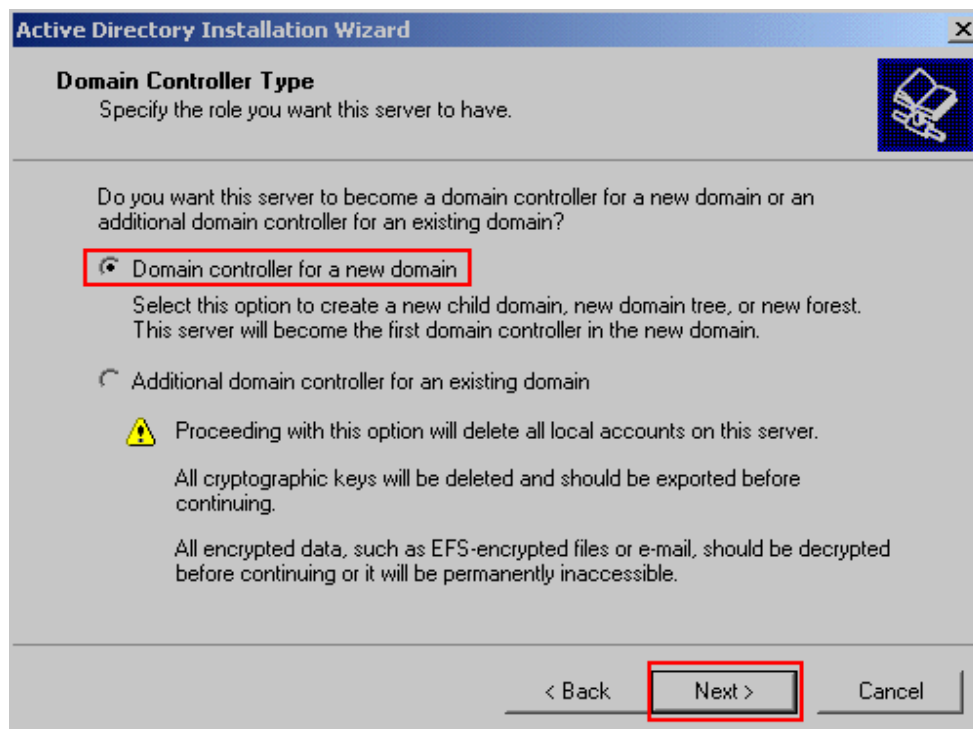 Active Directory Installation Wizard
Domain Controller Type
Specify the role you want this server to have.
Do you want this server to become a domain controller for a new domain or an
additional domain controller for an existing domain?
Domain controller for a new domain
Select this option to create a new child domain, new domain tree, or new forest.
This server will become the first domain controller in the new domain.
Additional domain controller for an existing domain
Proceeding with this option will delete all local accounts on this server.
All cryptographic keys will be deleted and should be exported before
continuing.
All encrypted data, such as EFS-encrypted files or e-mail, should be decrypted
before continuing or it will be permanently inaccessible.
< Back Next > Cancel